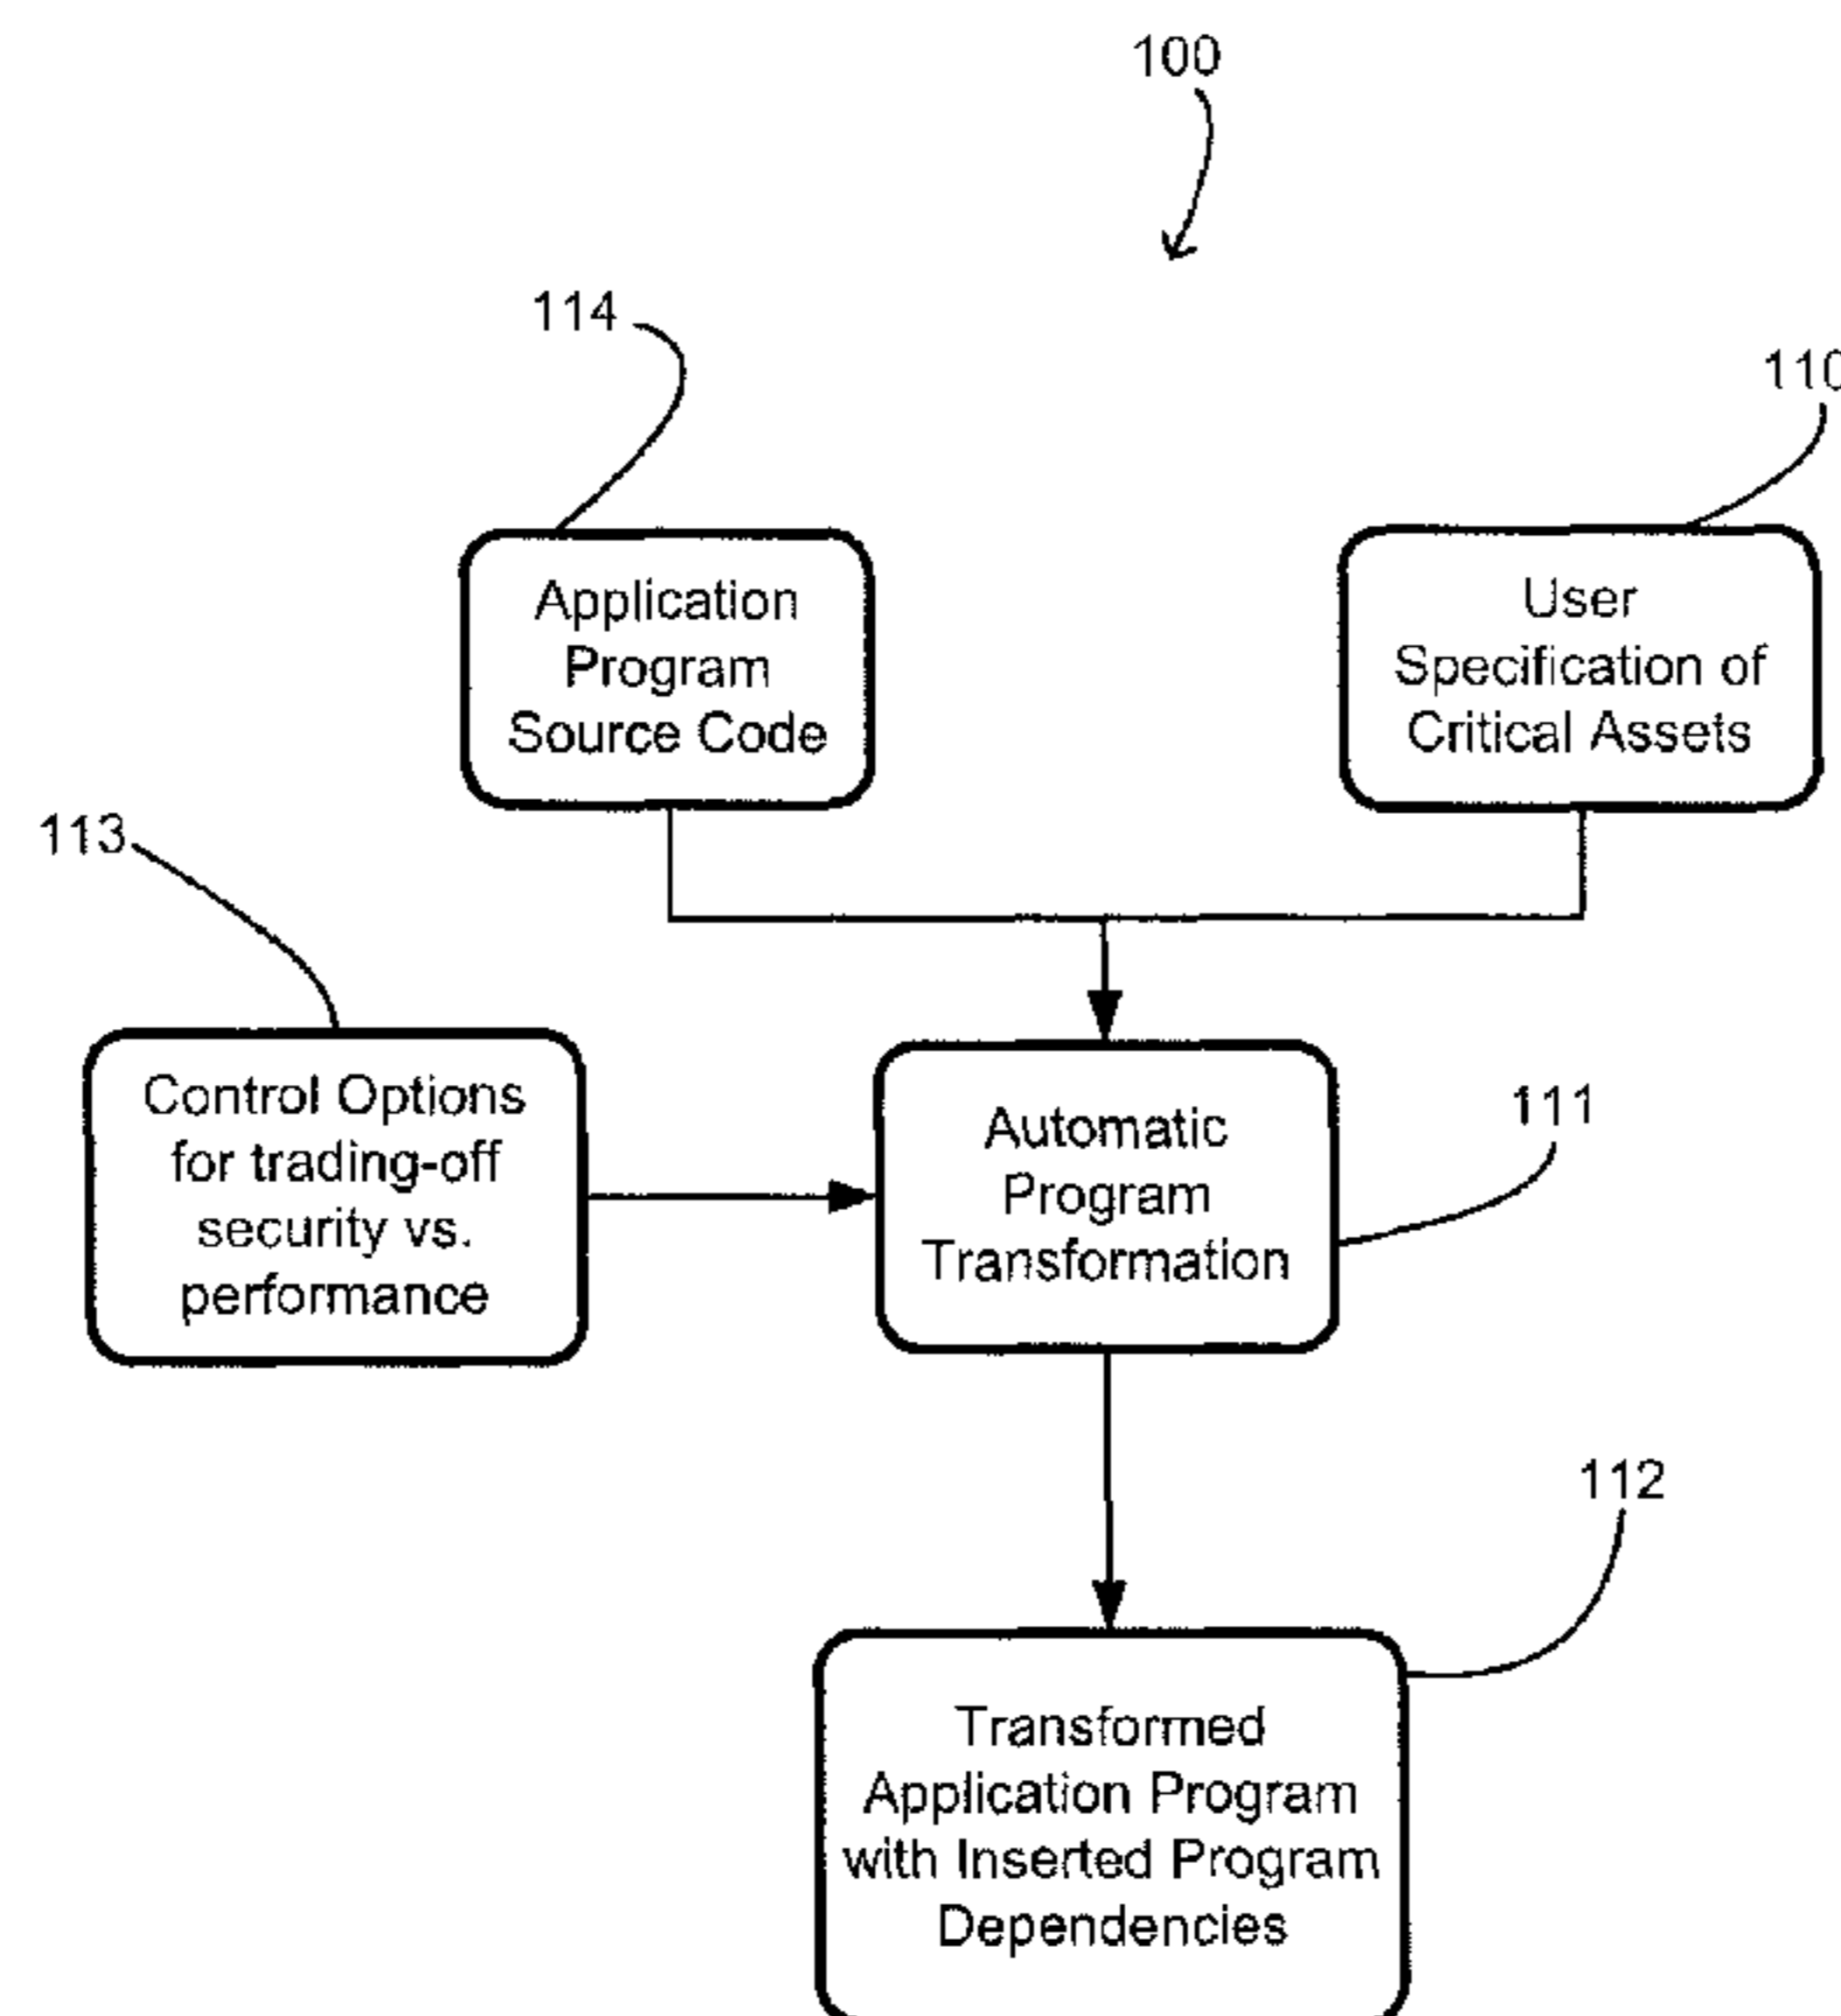 100
114
110
Application
Program
Source Code
User
Specification of
Critical Assets
113
Control Options
for trading-off
security vs.
performance
Automatic
Program
Transformation
111
112
Transformed
Application Program
with Inserted Program
Dependencies